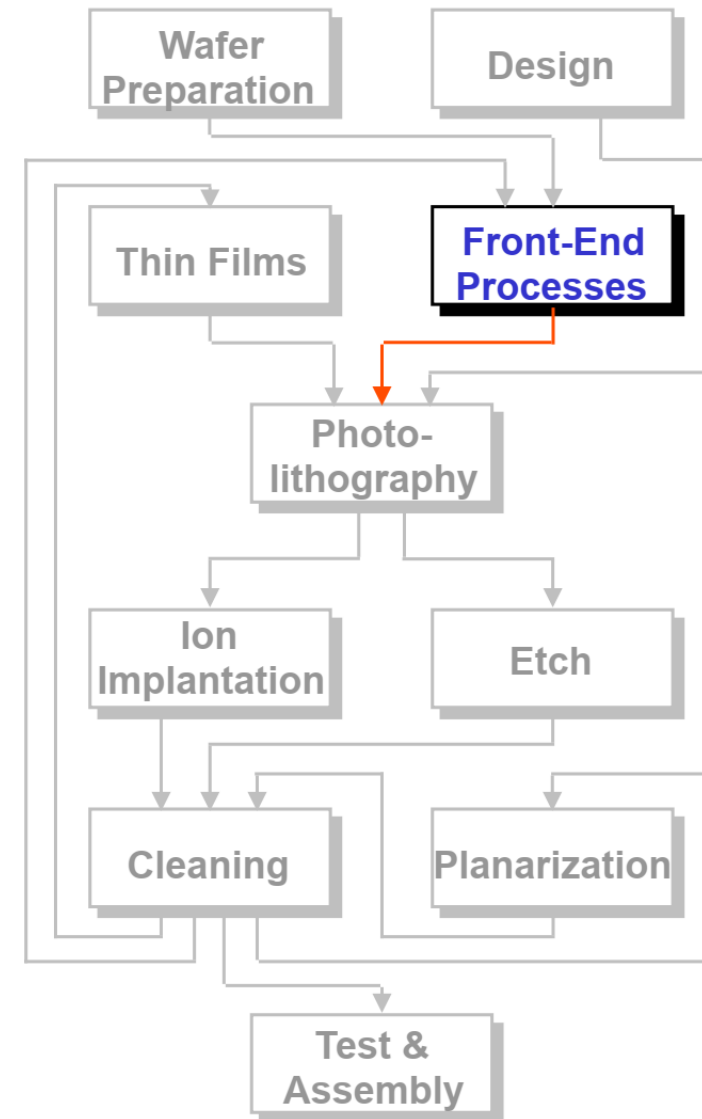 Wafer
Preparation
Design
Thin Films
Front-End
Processes
Photo-
lithography
Ion
Implantation
Etch
Cleaning
Planarization
Test &
Assembly